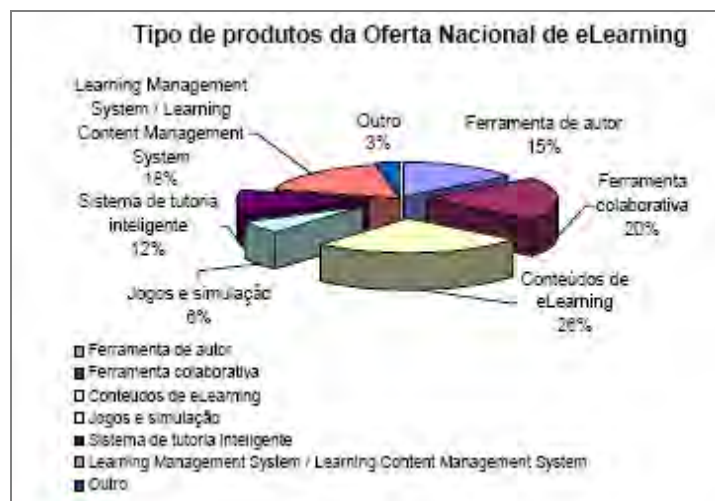 Tipo de produtos da Oferta Nacional de eLearning
Learning Management
System / Learning
Content Management
System
18%
Outro
3%
Ferramenta de autor
15%
Ferramenta
colaborativa
20%
Sistema de tutoria
inteligente
12%
Jogos e simulação
6%
Conteúdos de
eLearning
26%
Ferramenta de autor
Ferramenta colaborativa
Conteúdos de eLearning
Jogos e simulação
Sistema de tutoria Inteligente
Learning Management System / Learning Content Management System
Outro